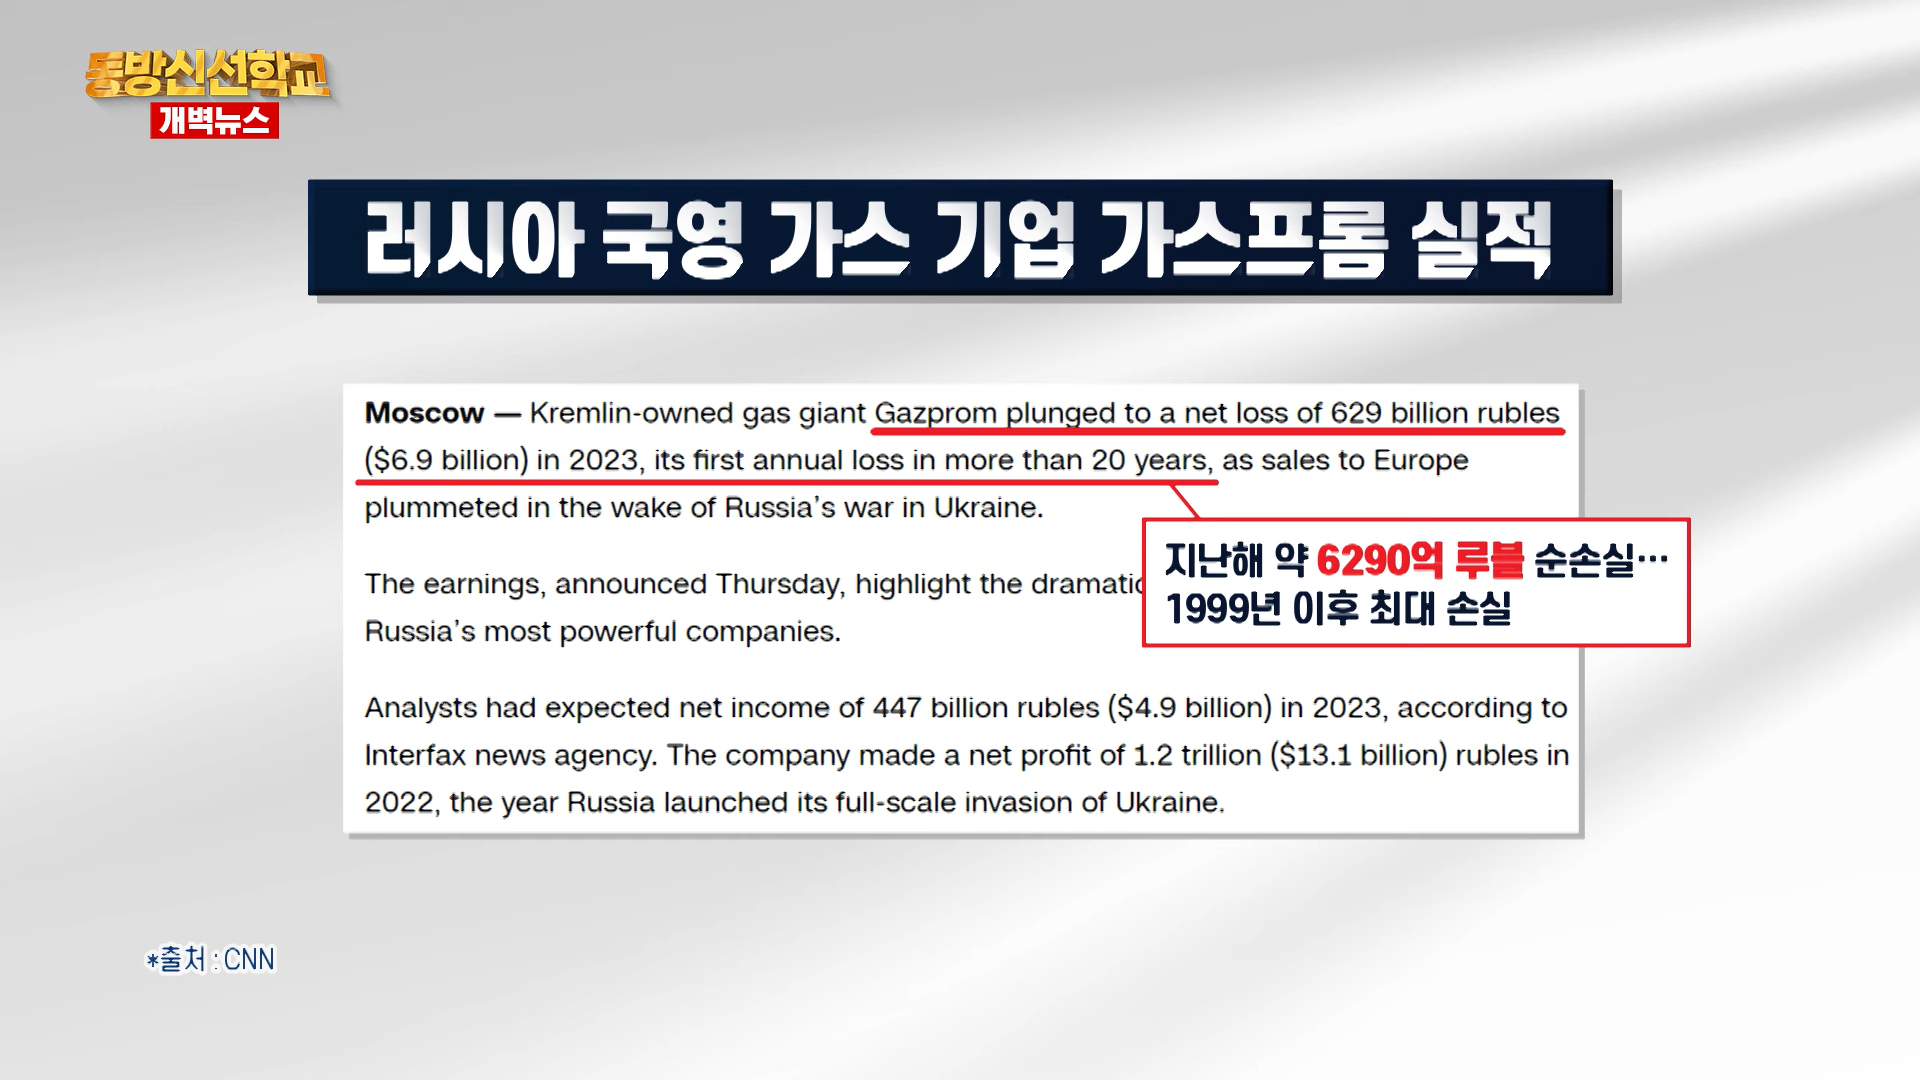 동방신선학교
개벽뉴스
러시아 국영 가스 기업 가스프롬 실적
Moscow — Kremlin-owned gas giant Gazprom plunged to a net loss of 629 billion rubles
($6.9 billion) in 2023, its first annual loss in more than 20 years, as sales to Europe
plummeted in the wake of Russia's war in Ukraine.
The earnings, announced Thursday, highlight the dramatic
Russia's most powerful companies.
지난해 약 6290억 루블 순손실…
1999년 이후 최대 손실
Analysts had expected net income of 447 billion rubles ($4.9 billion) in 2023, according to
Interfax news agency. The company made a net profit of 1.2 trillion ($13.1 billion) rubles in
2022, the year Russia launched its full-scale invasion of Ukraine.
*출처 : CNN